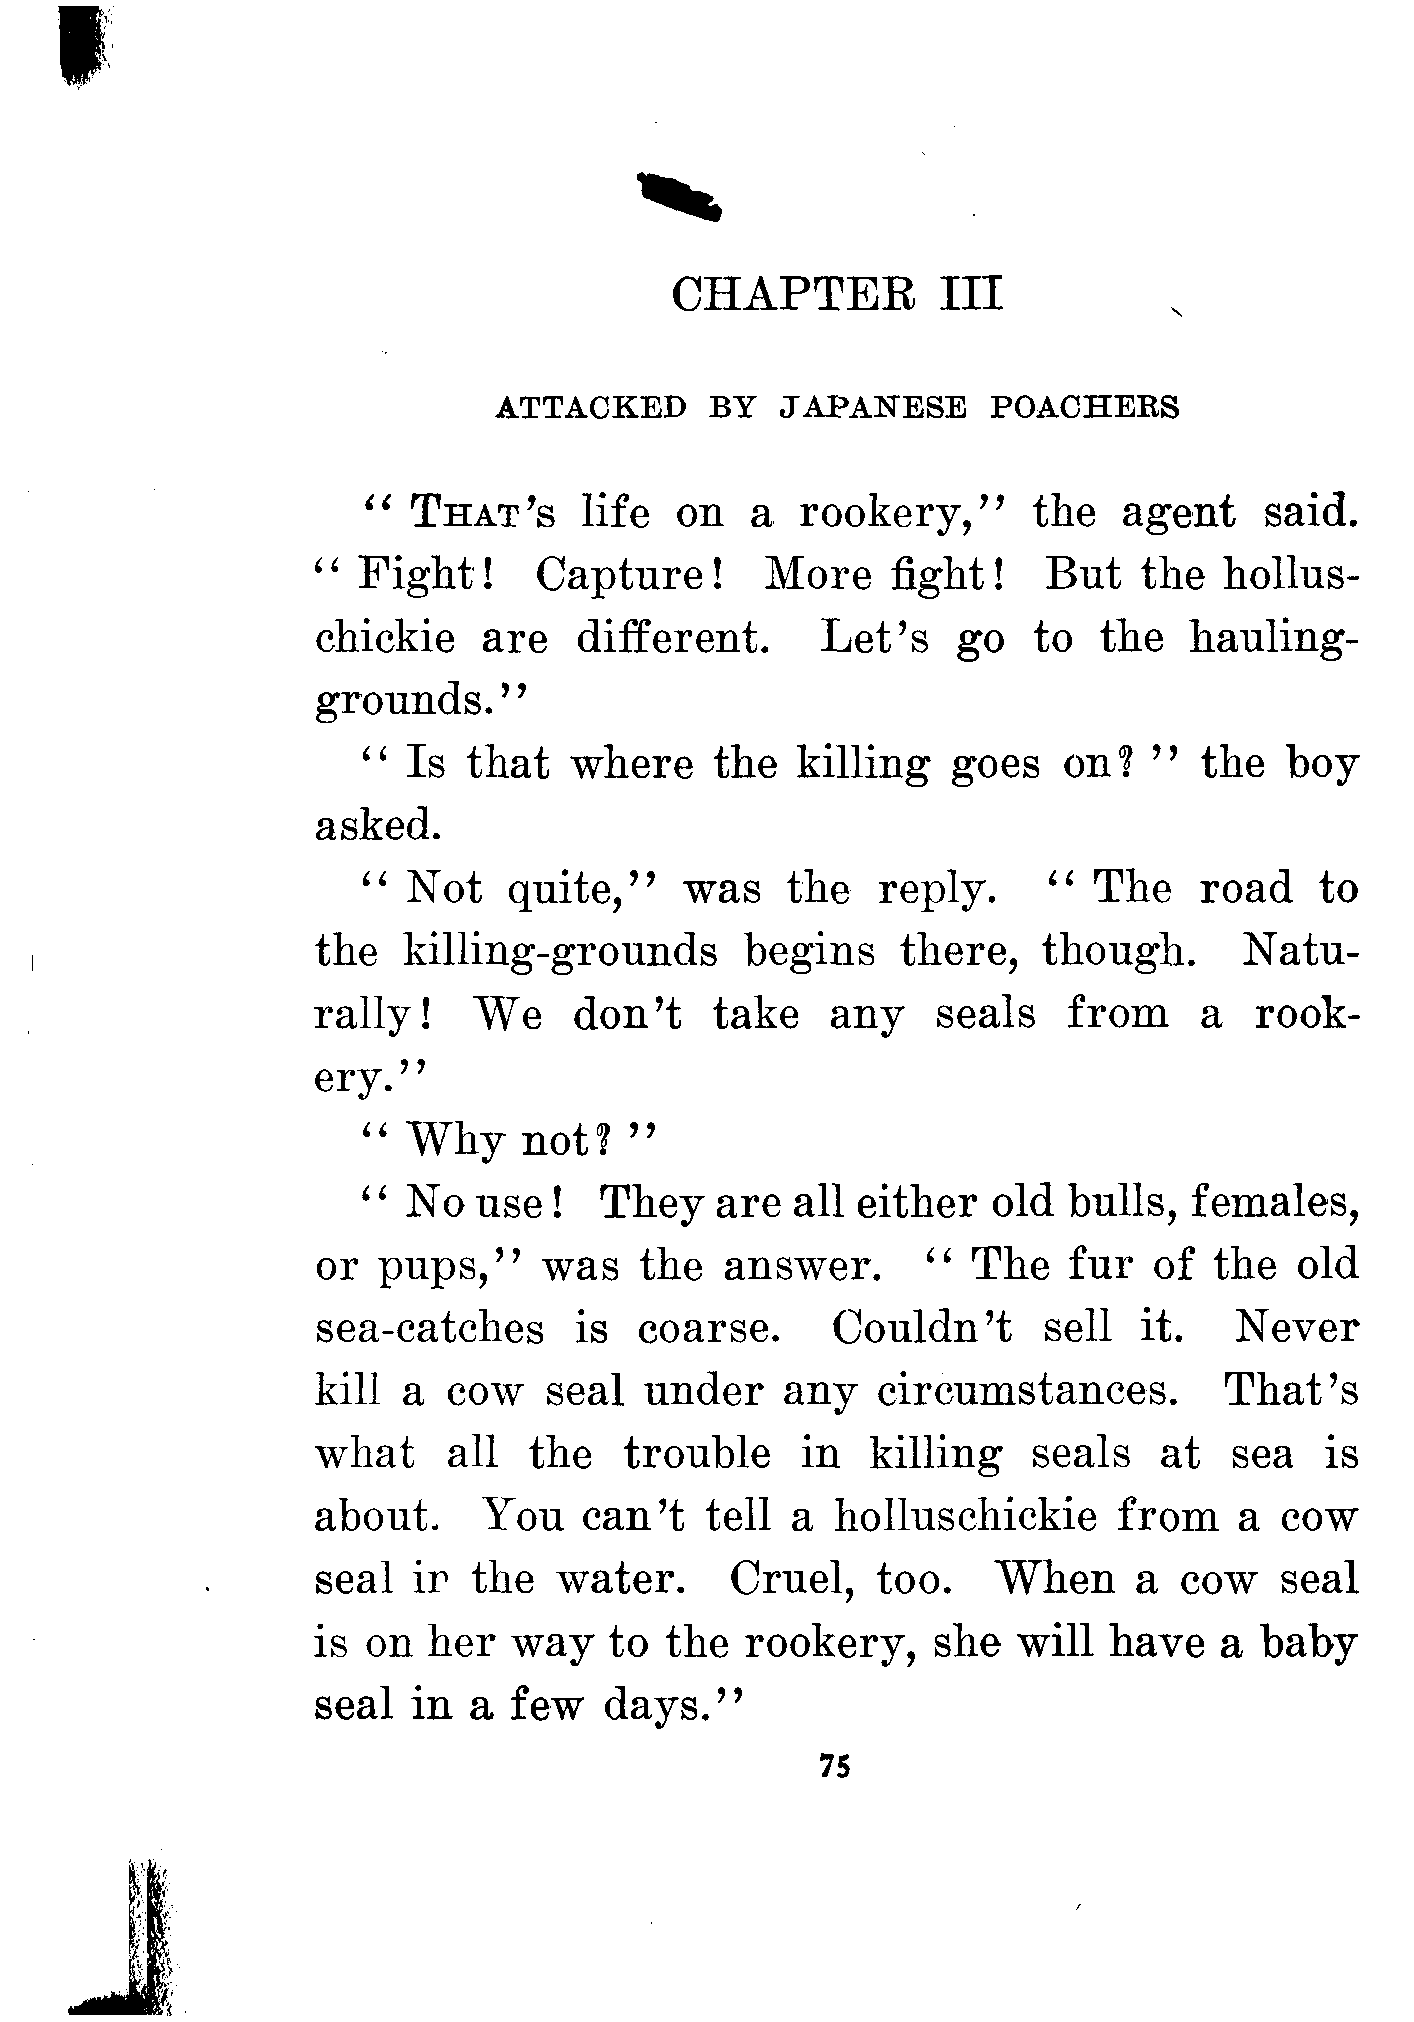 CHAPTER III
ATTACKED BY JAPANESE POACHERS
"That's life on a rookery," the agent said.
"Fight! Capture! More fight! But the hollus-
chickie are different. Let's go to the hauling-
grounds."
"Is that where the killing goes on?" the boy
asked.
"Not quite," was the reply. "The road to
the killing-grounds begins there, though. Natu-
rally! We don't take any seals from a rook-
ery."
"Why not?"
"No use! They are all either old bulls, females,
or pups," was the answer. "The fur of the old
sea-catches is coarse. Couldn't sell it. Never
kill a cow seal under any circumstances. That's
what all the trouble in killing seals at sea is
about. You can't tell a holluschickie from a cow
seal in the water. Cruel, too. When a cow seal
is on her way to the rookery, she will have a baby
seal in a few days."
75